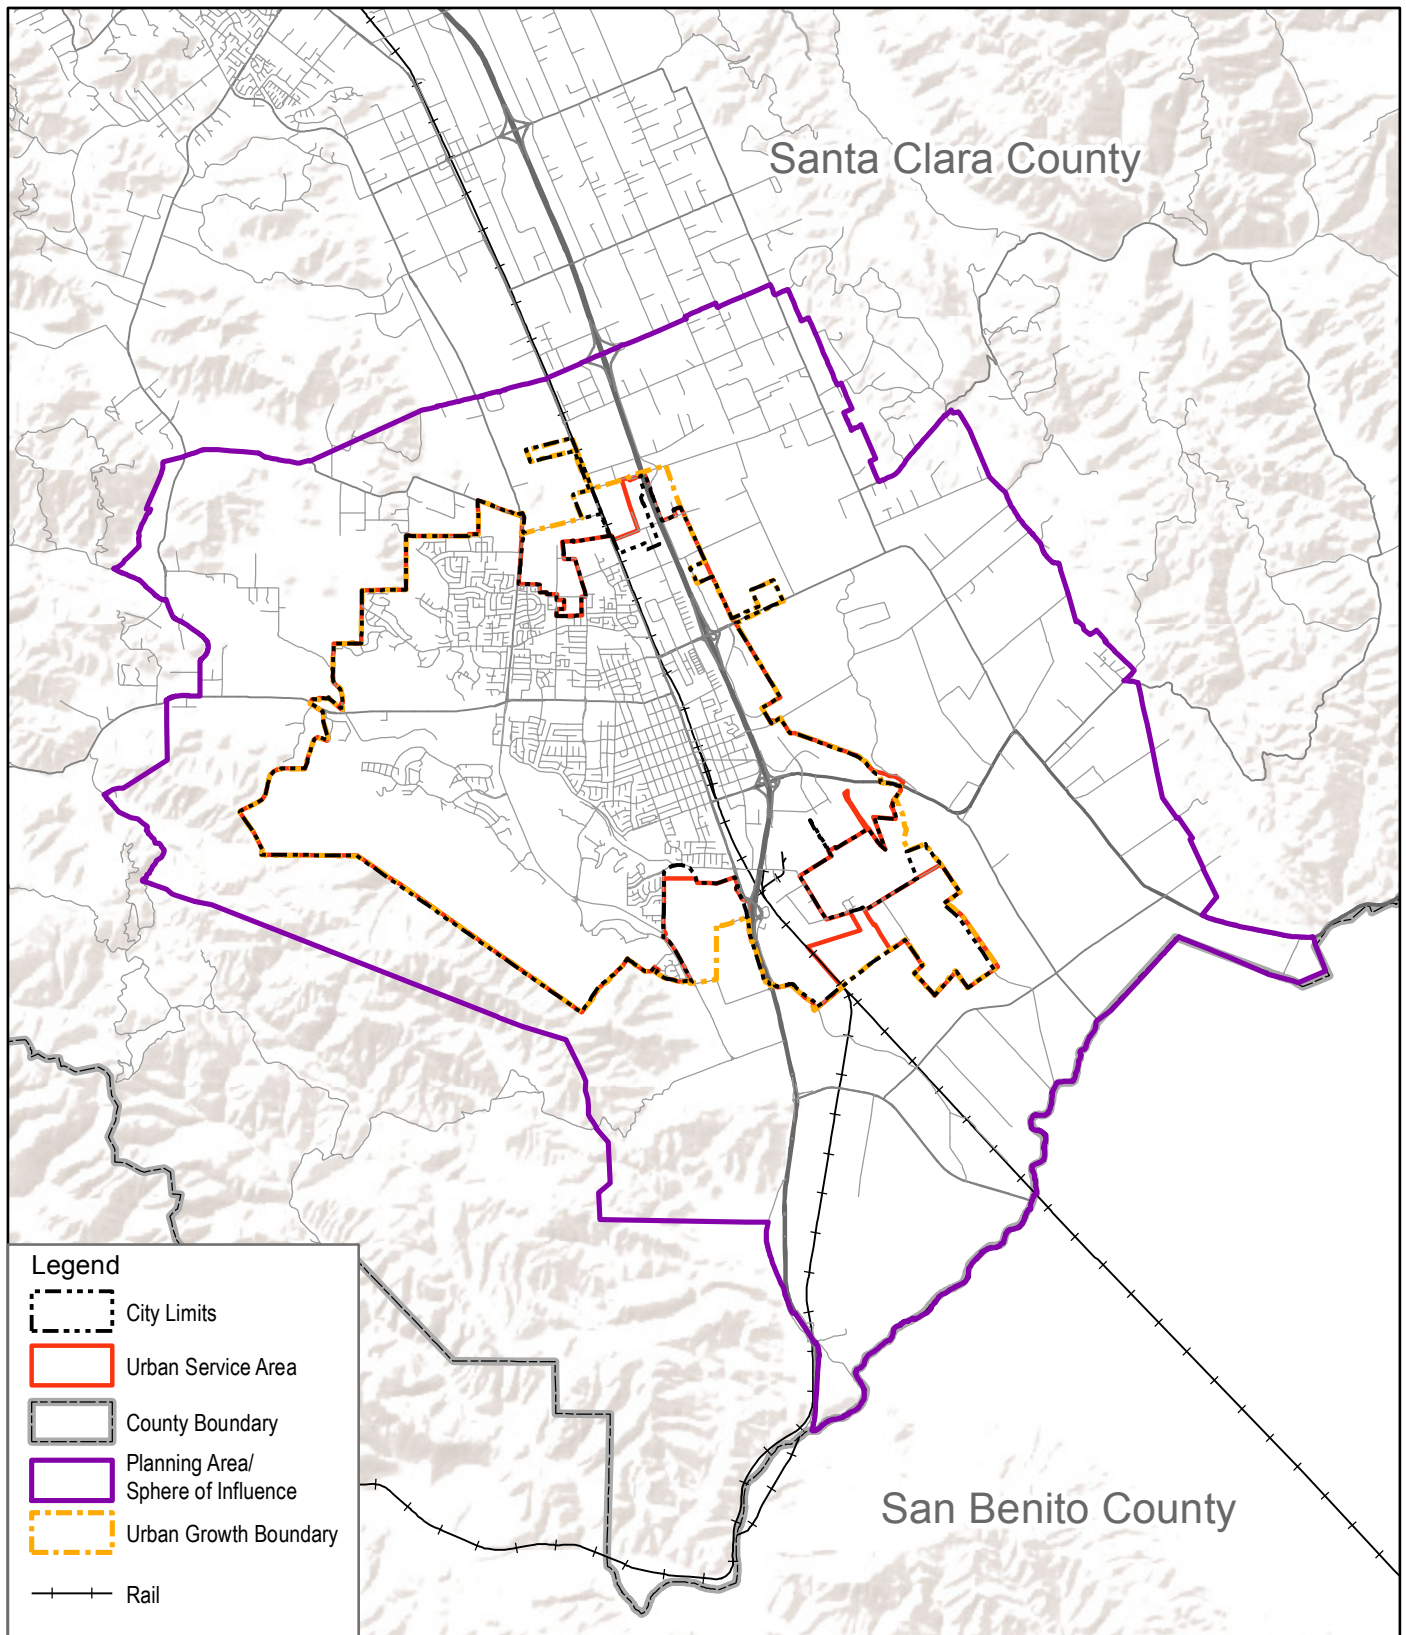 Santa Clara County
Legend
City Limits
Urban Service Area
County Boundary
Planning Area/
Sphere of Influence
Urban Growth Boundary
Rail
San Benito County